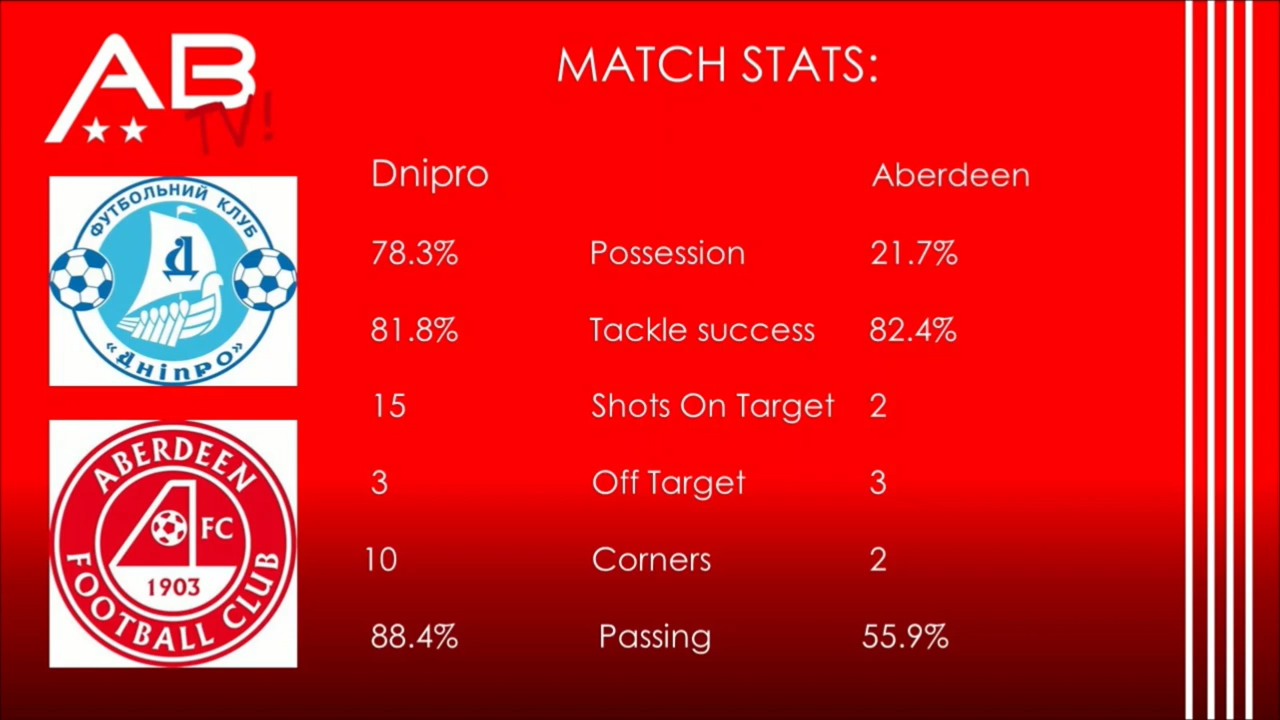 AB
TV!
MATCH STATS:
Dnipro Aberdeen
ФУТБОЛЬНИЙ КЛУБ
Д
«Дніпро»
78.3% Possession 21.7%
81.8% Tackle success 82.4%
15 Shots On Target 2
3 Off Target 3
ABERDEEN
A FC
1903
FOOTBALL CLUB
10 Corners 2
88.4% Passing 55.9%